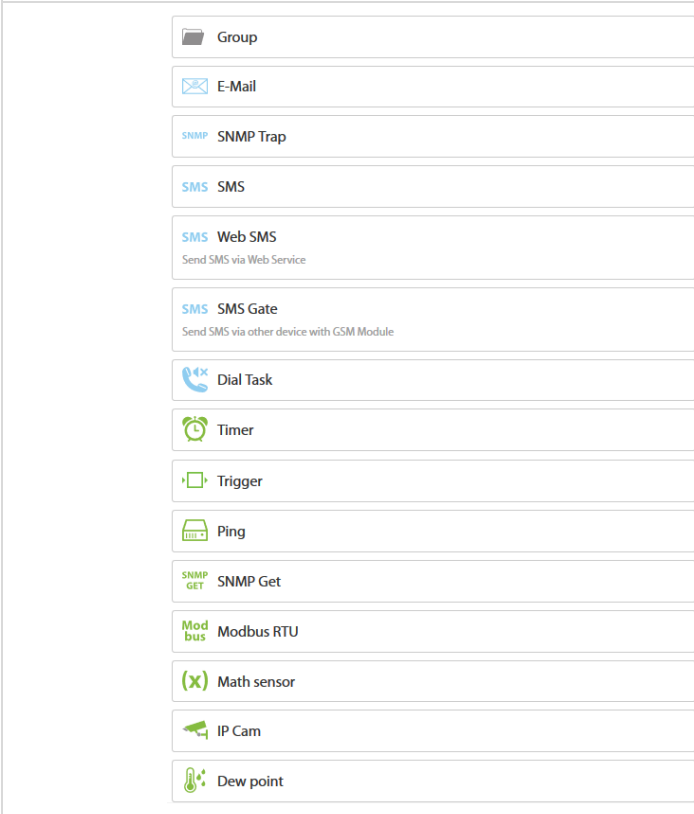 Group
E-Mail
SNMP SNMP Trap
SMS SMS
SMS Web SMS
Send SMS via Web Service
SMS SMS Gate
Send SMS via other device with GSM Module
Dial Task
Timer
Trigger
Ping
SNMP
GET SNMP Get
Mod
bus Modbus RTU
(x) Math sensor
IP Cam
Dew point